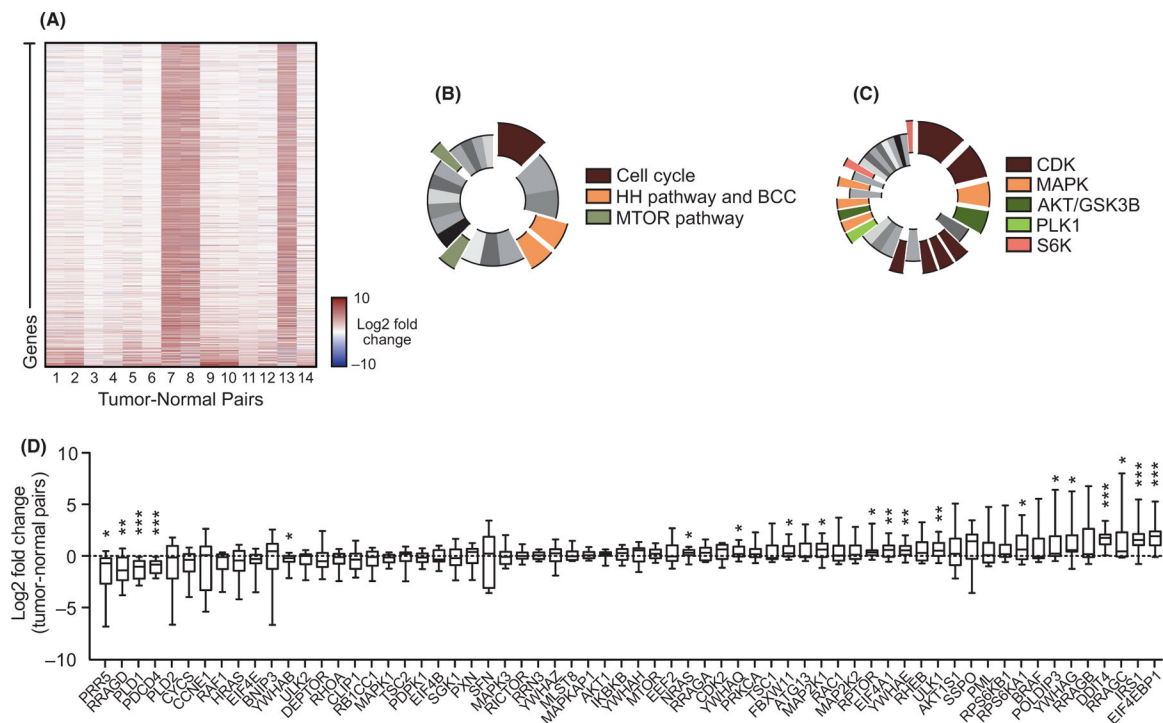 (A)
Genes
1 2 3 4 5 6 7 8 9 10 11 12 13 14
Tumor-Normal Pairs
10
Log2 fold
change
–10
(B)
Cell cycle
HH pathway and BCC
MTOR pathway
(C)
CDK
MAPK
AKT/GSK3B
PLK1
S6K
(D)
Log2 fold change
(tumor-normal pairs)
10
5
0
–5
–10
*
**
***
***
*
*
*
*
*
*
**
**
**
*
*
*
***
*
***
***
PRR5
RRAGD
PLD1
PDCD4
PLD2
CYCS
CCNE1
RAF1
HRAS
EIF4E
BNIP3
YWHAB
ULK2
DEPTOR
RHOA
CLIP1
RB1CC1
MAPK1
TSC2
PDPK1
EIF4B
SGK1
PXN
SFN
MAPK3
RICTOR
RRN3
YWHAZ
MLST8
MAPKAP1
AKT1
IKBKB
YWHAH
MTOR
EEF2
NRAS
RRAGA
CDK2
YWHAQ
PRKCA
TSC1
FBXW11
ATG13
MAP2K1
RAC1
MAP2K2
RPTOR
EIF4A1
YWHAE
RHEB
ULK1
AKT1S1
SSPO
PML
RPS6KB1
RPS6KA1
BRAF
POLDIP3
YWHAG
RRAGB
DDIT4
RRAGC
EIF4EBP1